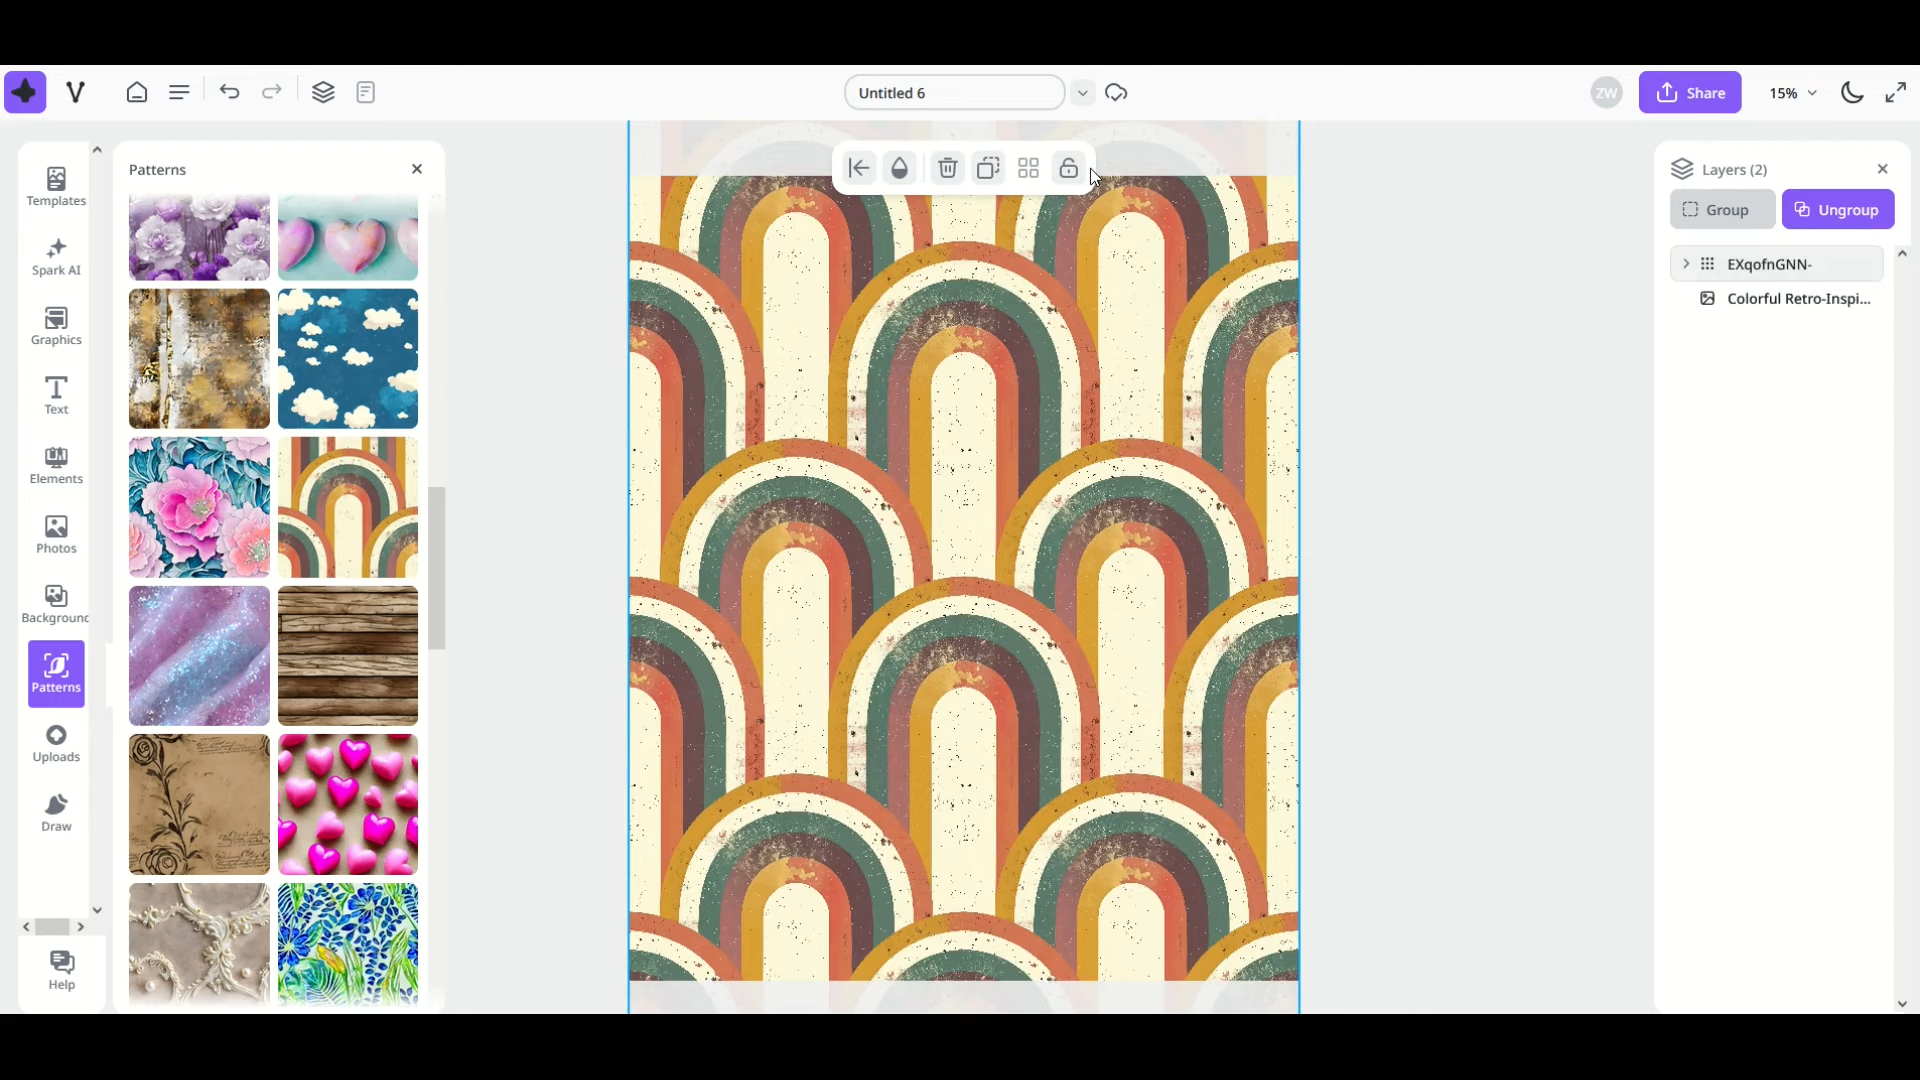 Untitled 6
ZW
Share
15%
Templates
Spark AI
Graphics
Text
Elements
Photos
Background
Patterns
Uploads
Draw
Help
Patterns
Layers (2)
Group
Ungroup
EXqofnGNN-
Colorful Retro-Inspi...